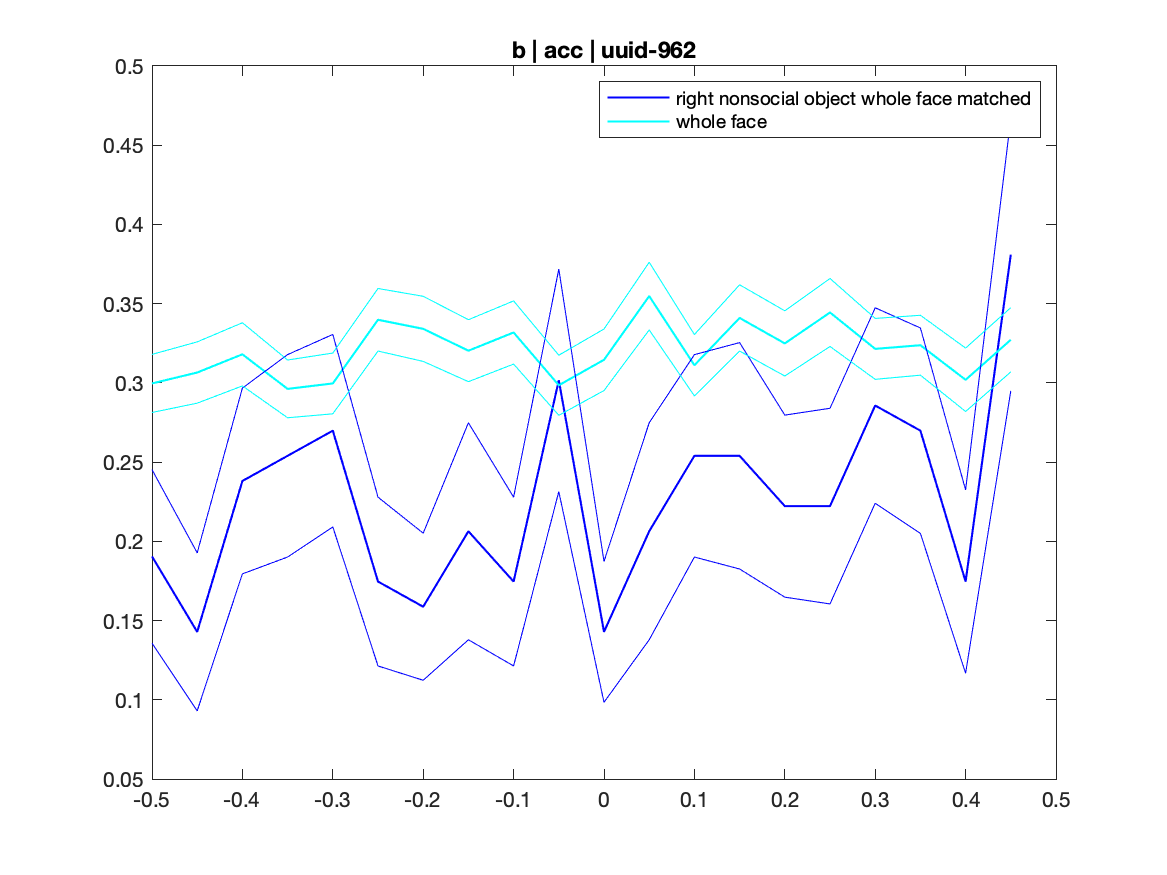 b | acc | uuid-962
right nonsocial object whole face matched
whole face
0.5
0.45
0.4
0.35
0.3
0.25
0.2
0.15
0.1
0.05
-0.5 -0.4 -0.3 -0.2 -0.1 0 0.1 0.2 0.3 0.4 0.5